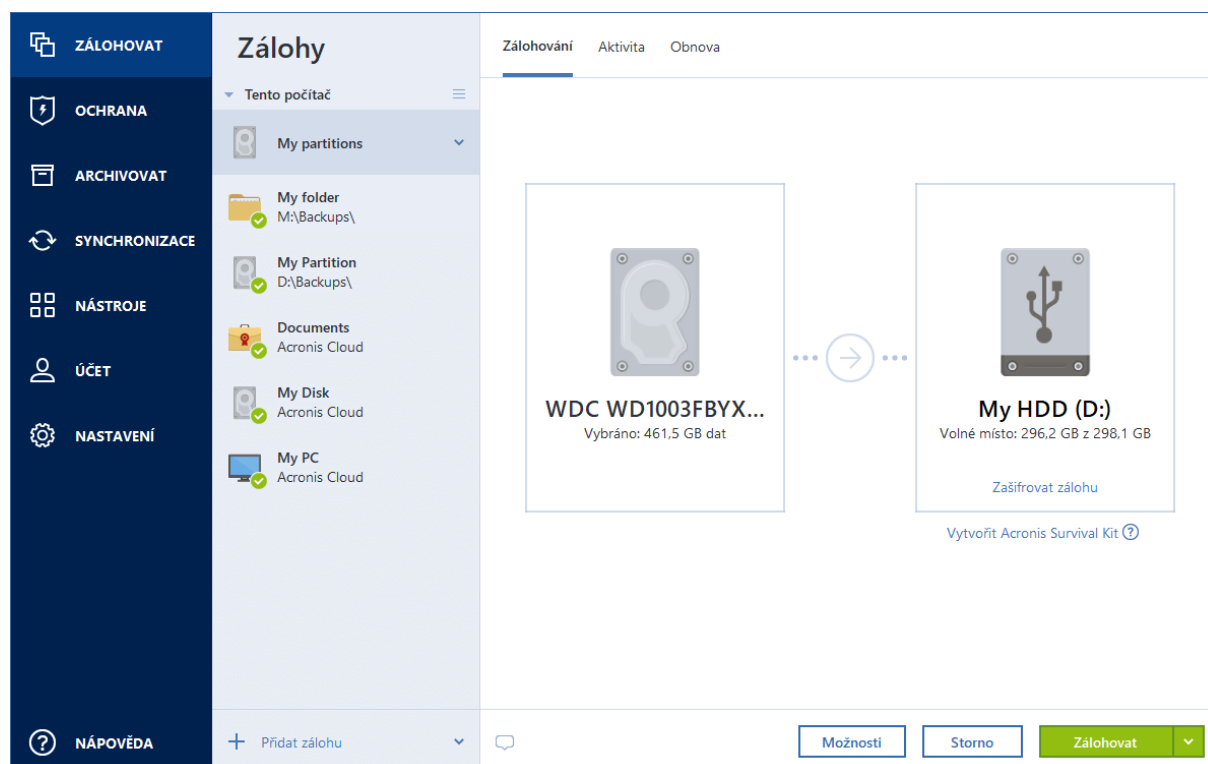 ZÁLOHOVAT
OCHRANA
ARCHIVOVAT
SYNCHRONIZACE
NÁSTROJE
ÚČET
NASTAVENÍ
NÁPOVĚDA
Zálohy
Tento počítač
My partitions
My folder
M:\Backups\
My Partition
D:\Backups\
Documents
Acronis Cloud
My Disk
Acronis Cloud
My PC
Acronis Cloud
Přidat zálohu
Zálohování Aktivita Obnova
WDC WD1003FBYX...
Vybráno: 461,5 GB dat
My HDD (D:)
Volné místo: 296,2 GB z 298,1 GB
Zašifrovat zálohu
Vytvořit Acronis Survival Kit ?
Možnosti Storno Zálohovat